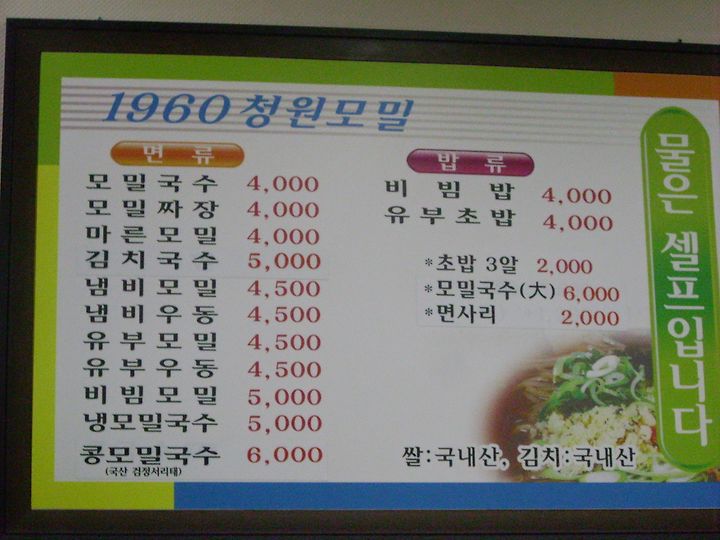 1960 청원모밀
면 류
모밀국수 4,000
모밀짜장 4,000
마른모밀 4,000
김치국수 5,000
냄비모밀 4,500
냄비우동 4,500
유부모밀 4,500
유부우동 4,500
비빔모밀 5,000
냉모밀국수 5,000
콩모밀국수 6,000
(국산 검정서리태)
밥 류
비 빔 밥 4,000
유부초밥 4,000
*초밥 3알 2,000
*모밀국수(大) 6,000
*면사리 2,000
쌀:국내산, 김치:국내산
물은 셀프입니다